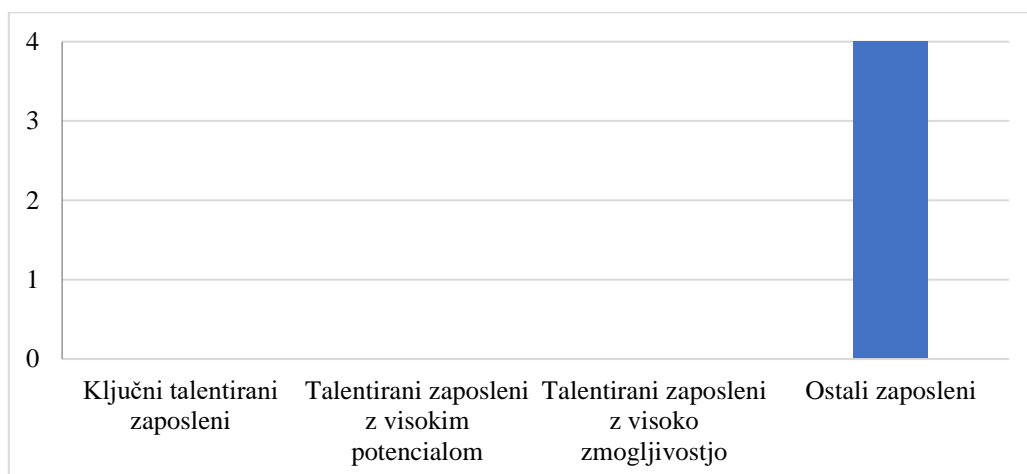 4
3
2
1
0
Ključni talentirani
zaposleni
Talentirani zaposleni
z visokim
potencialom
Talentirani zaposleni
z visoko
zmogljivostjo
Ostali zaposleni